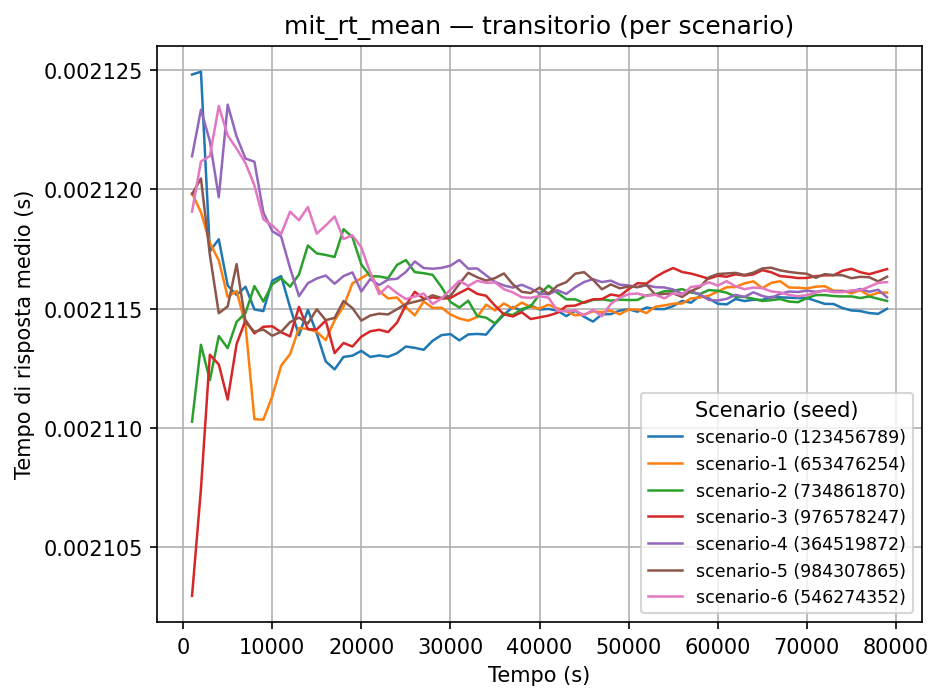 mit_rt_mean — transitorio (per scenario)
Tempo di risposta medio (s)
0.002125
0.002120
0.002115
0.002110
0.002105
0 10000 20000 30000 40000 50000 60000 70000 80000
Tempo (s)
Scenario (seed)
scenario-0 (123456789)
scenario-1 (653476254)
scenario-2 (734861870)
scenario-3 (976578247)
scenario-4 (364519872)
scenario-5 (984307865)
scenario-6 (546274352)